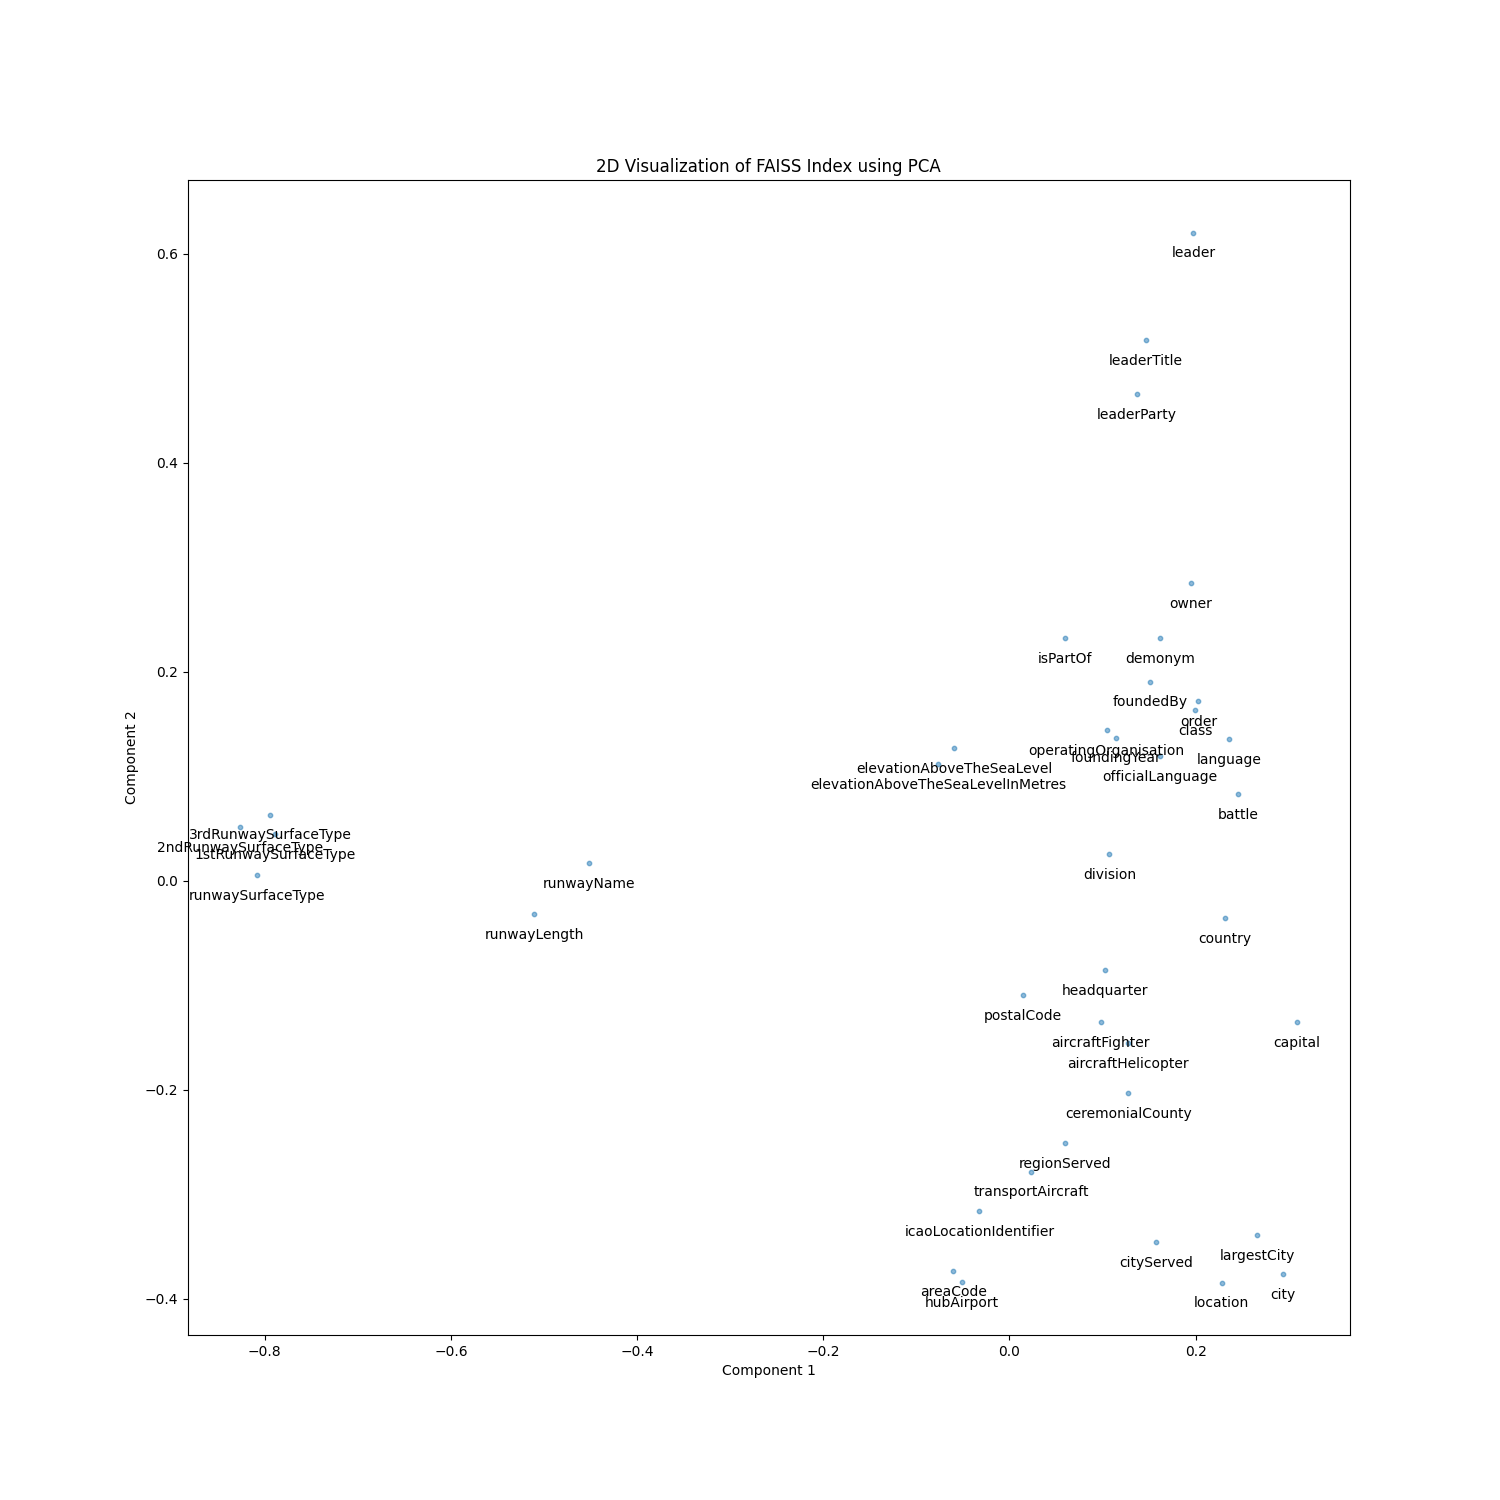 2D Visualization of FAISS Index using PCA
Component 2
0.6
0.4
0.2
0.0
−0.2
−0.4
leader
leaderTitle
leaderParty
owner
isPartOf
demonym
foundedBy
order
class
operatingOrganisation
foundingYear
language
elevationAboveTheSeaLevel
officialLanguage
elevationAboveTheSeaLevelInMetres
battle
3rdRunwaySurfaceType
2ndRunwaySurfaceType
1stRunwaySurfaceType
division
runwayName
runwaySurfaceType
runwayLength
country
headquarter
postalCode
aircraftFighter
capital
aircraftHelicopter
ceremonialCounty
regionServed
transportAircraft
icaoLocationIdentifier
largestCity
cityServed
areaCode
city
hubAirport
location
−0.8
−0.6
−0.4
−0.2
0.0
0.2
Component 1